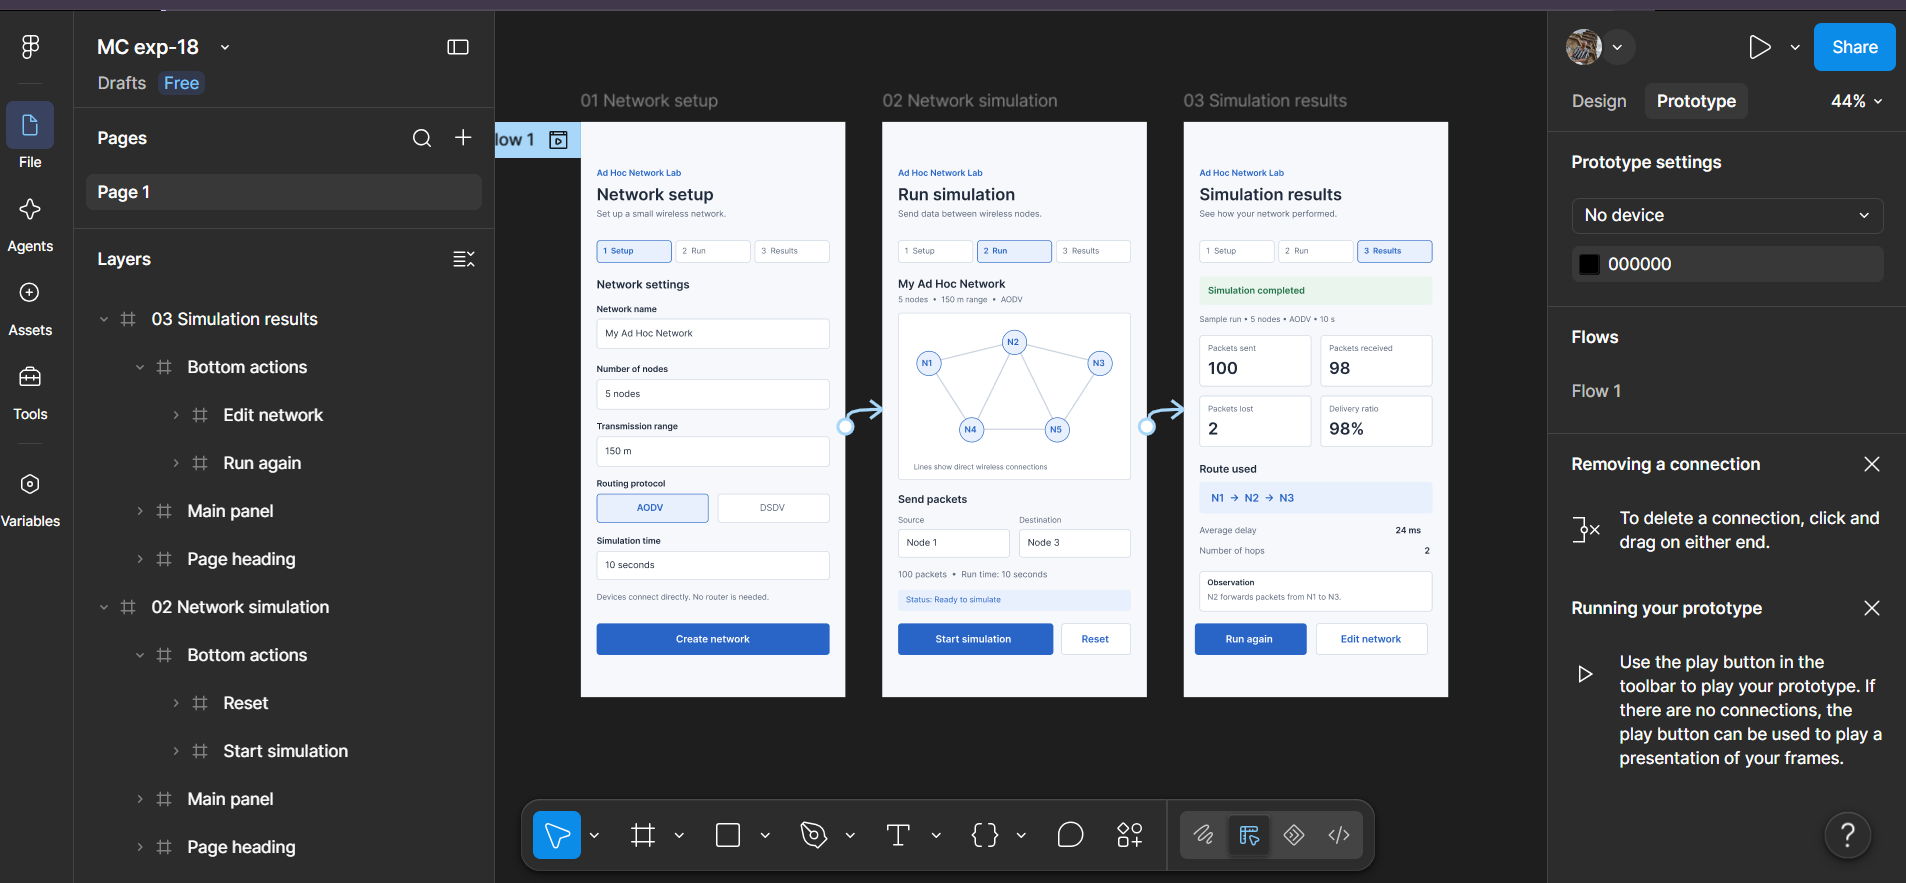 MC exp-18
Drafts Free
File
Agents
Assets
Tools
Variables
Pages
Page 1
Layers
03 Simulation results
Bottom actions
Edit network
Run again
Main panel
Page heading
02 Network simulation
Bottom actions
Reset
Start simulation
Main panel
Page heading
low 1
01 Network setup
Ad Hoc Network Lab
Network setup
Set up a small wireless network.
1 Setup 2 Run 3 Results
Network settings
Network name
My Ad Hoc Network
Number of nodes
5 nodes
Transmission range
150 m
Routing protocol
AODV DSDV
Simulation time
10 seconds
Devices connect directly. No router is needed.
Create network
02 Network simulation
Ad Hoc Network Lab
Run simulation
Send data between wireless nodes.
1 Setup 2 Run 3 Results
My Ad Hoc Network
5 nodes • 150 m range • AODV
N2
N1 N3
N4 N5
Lines show direct wireless connections
Send packets
Source Destination
Node 1 Node 3
100 packets • Run time: 10 seconds
Status: Ready to simulate
Start simulation Reset
03 Simulation results
Ad Hoc Network Lab
Simulation results
See how your network performed.
1 Setup 2 Run 3 Results
Simulation completed
Sample run • 5 nodes • AODV • 10 s
Packets sent Packets received
100 98
Packets lost Delivery ratio
2 98%
Route used
N1 → N2 → N3
Average delay 24 ms
Number of hops 2
Observation
N2 forwards packets from N1 to N3.
Run again Edit network
Share
Design Prototype 44%
Prototype settings
No device
000000
Flows
Flow 1
Removing a connection
To delete a connection, click and
drag on either end.
Running your prototype
Use the play button in the
toolbar to play your prototype. If
there are no connections, the
play button can be used to play a
presentation of your frames.
?